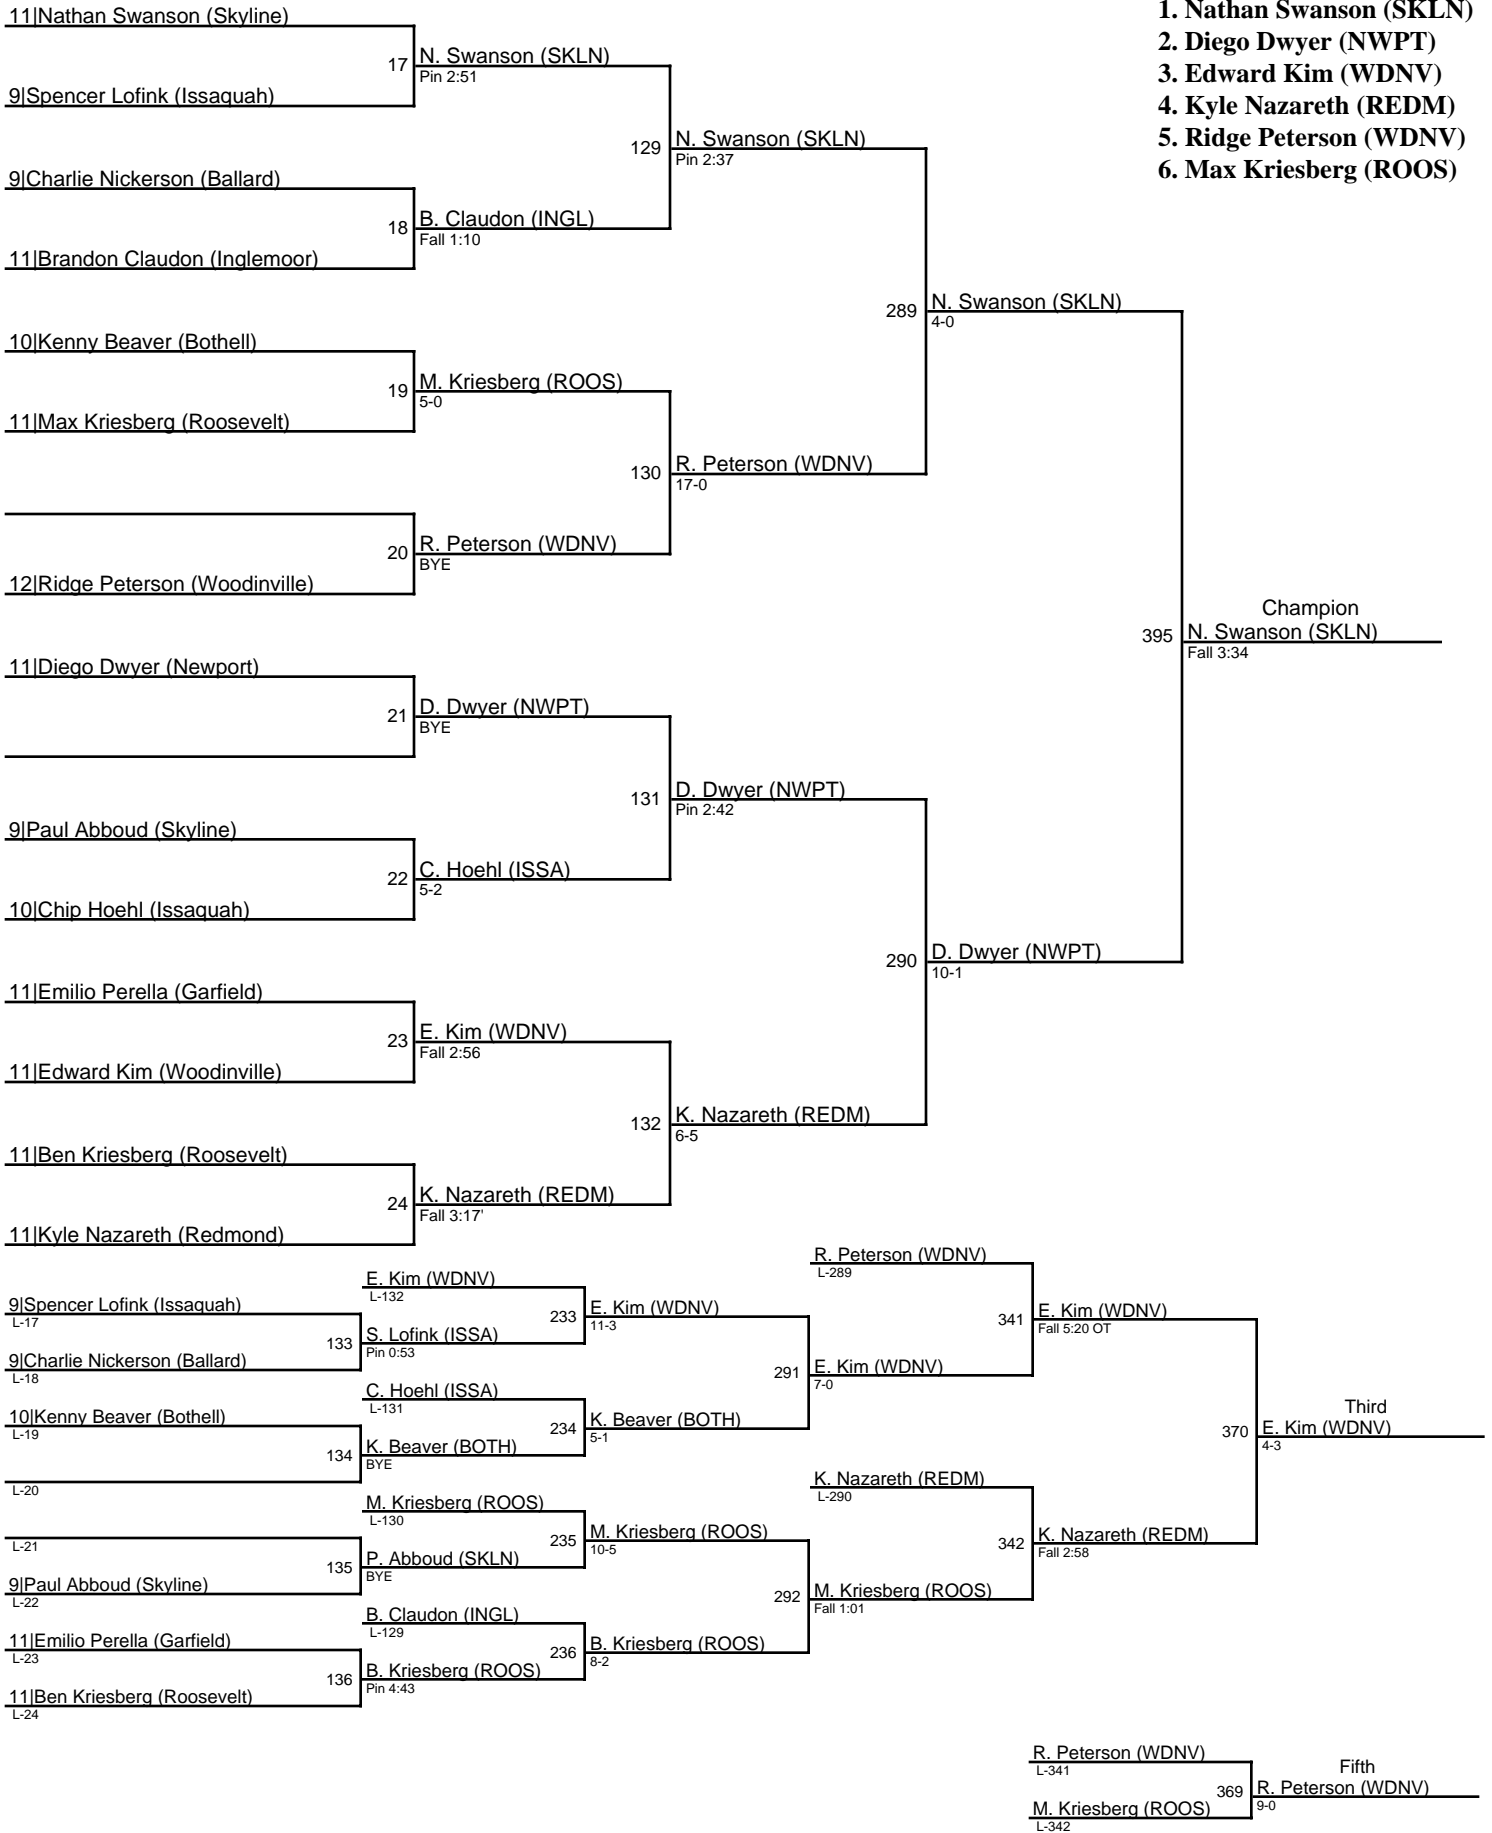 1. Nathan Swanson (SKLN)
2. Diego Dwyer (NWPT)
3. Edward Kim (WDNV)
4. Kyle Nazareth (REDM)
5. Ridge Peterson (WDNV)
6. Max Kriesberg (ROOS)
11|Nathan Swanson (Skyline)
9|Spencer Lofink (Issaquah)
9|Charlie Nickerson (Ballard)
11|Brandon Claudon (Inglemoor)
10|Kenny Beaver (Bothell)
11|Max Kriesberg (Roosevelt)
12|Ridge Peterson (Woodinville)
11|Diego Dwyer (Newport)
9|Paul Abboud (Skyline)
10|Chip Hoehl (Issaquah)
11|Emilio Perella (Garfield)
11|Edward Kim (Woodinville)
11|Ben Kriesberg (Roosevelt)
11|Kyle Nazareth (Redmond)
17
N. Swanson (SKLN)
Pin 2:51
18
B. Claudon (INGL)
Fall 1:10
19
M. Kriesberg (ROOS)
5-0
20
R. Peterson (WDNV)
BYE
21
D. Dwyer (NWPT)
BYE
22
C. Hoehl (ISSA)
5-2
23
E. Kim (WDNV)
Fall 2:56
24
K. Nazareth (REDM)
Fall 3:17'
129
N. Swanson (SKLN)
Pin 2:37
130
R. Peterson (WDNV)
17-0
131
D. Dwyer (NWPT)
Pin 2:42
132
K. Nazareth (REDM)
6-5
289
N. Swanson (SKLN)
4-0
290
D. Dwyer (NWPT)
10-1
395
Champion
N. Swanson (SKLN)
Fall 3:34
9|Spencer Lofink (Issaquah)
L-17
9|Charlie Nickerson (Ballard)
L-18
10|Kenny Beaver (Bothell)
L-19
L-20
L-21
9|Paul Abboud (Skyline)
L-22
11|Emilio Perella (Garfield)
L-23
11|Ben Kriesberg (Roosevelt)
L-24
E. Kim (WDNV)
L-132
133
S. Lofink (ISSA)
Pin 0:53
C. Hoehl (ISSA)
L-131
134
K. Beaver (BOTH)
BYE
M. Kriesberg (ROOS)
L-130
135
P. Abboud (SKLN)
BYE
B. Claudon (INGL)
L-129
136
B. Kriesberg (ROOS)
Pin 4:43
233
E. Kim (WDNV)
11-3
234
K. Beaver (BOTH)
5-1
235
M. Kriesberg (ROOS)
10-5
236
B. Kriesberg (ROOS)
8-2
R. Peterson (WDNV)
L-289
291
E. Kim (WDNV)
7-0
K. Nazareth (REDM)
L-290
292
M. Kriesberg (ROOS)
Fall 1:01
341
E. Kim (WDNV)
Fall 5:20 OT
342
K. Nazareth (REDM)
Fall 2:58
370
Third
E. Kim (WDNV)
4-3
R. Peterson (WDNV)
L-341
M. Kriesberg (ROOS)
L-342
369
Fifth
R. Peterson (WDNV)
9-0